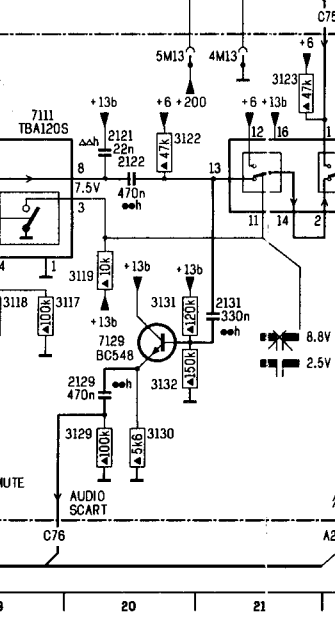 C75
5M13 4M13 +6
3123
47k
+13b +6 +200 +6 +13b
7111
TBA120S
2121
22n
3122
47k
12 16 1
8 2122 13
7.5V 470n
3 11 14 2
3119 10k +13b +13b
4 1
3118 3117
100k
+13b
3131
120k
2131
330n
7129
BC548
8.8V
2.5V
2129
470n
3132
150k
3129
100k
5k6
3130
MUTE AUDIO
SCART
C76 A2
9 20 21